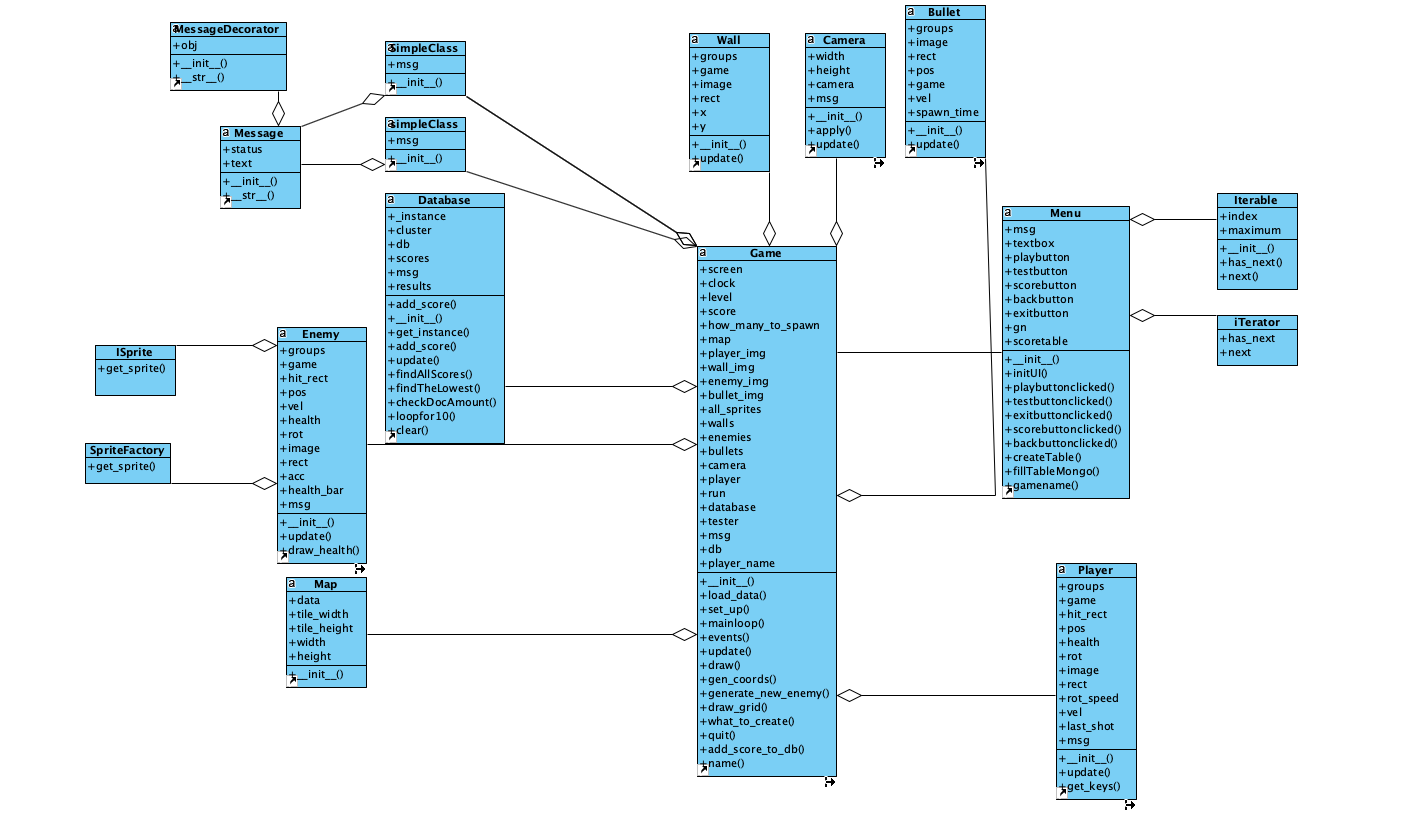 MessageDecorator
+obj
+__init__()
+__str__()
SimpleClass
+msg
+__init__()
simpleClass
+msg
+__init__()
a Message
+status
+text
+__init__()
+__str__()
a Wall
+groups
+game
+image
+rect
+x
+y
+__init__()
+update()
a Camera
+width
+height
+camera
+msg
+__init__()
+apply()
+update()
a Bullet
+groups
+image
+rect
+pos
+game
+vel
+spawn_time
+__init__()
+update()
a Database
+_instance
+cluster
+db
+scores
+msg
+results
+add_score()
+__init__()
+get_instance()
+add_score()
+update()
+findAllScores()
+findTheLowest()
+checkDocAmount()
+loopfor10()
+clear()
a Menu
+msg
+textbox
+playbutton
+testbutton
+scorebutton
+backbutton
+exitbutton
+gn
+scoretable
+__init__()
+initUI()
+playbuttonclicked()
+testbuttonclicked()
+exitbuttonclicked()
+scorebuttonclicked()
+backbuttonclicked()
+createTable()
+fillTableMongo()
+gamename()
Iterable
+index
+maximum
+__init__()
+has_next()
+next()
iTerator
+has_next
+next
a Game
+screen
+clock
+level
+score
+how_many_to_spawn
+map
+player_img
+wall_img
+enemy_img
+bullet_img
+all_sprites
+walls
+enemies
+bullets
+camera
+player
+run
+database
+tester
+msg
+db
+player_name
+__init__()
+load_data()
+set_up()
+mainloop()
+events()
+update()
+draw()
+gen_coords()
+generate_new_enemy()
+draw_grid()
+what_to_create()
+quit()
+add_score_to_db()
+name()
a Enemy
+groups
+game
+hit_rect
+pos
+vel
+health
+rot
+image
+rect
+acc
+health_bar
+msg
+__init__()
+update()
+draw_health()
ISprite
+get_sprite()
SpriteFactory
+get_sprite()
a Map
+data
+tile_width
+tile_height
+width
+height
+__init__()
a Player
+groups
+game
+hit_rect
+pos
+health
+rot
+image
+rect
+rot_speed
+vel
+last_shot
+msg
+__init__()
+update()
+get_keys()